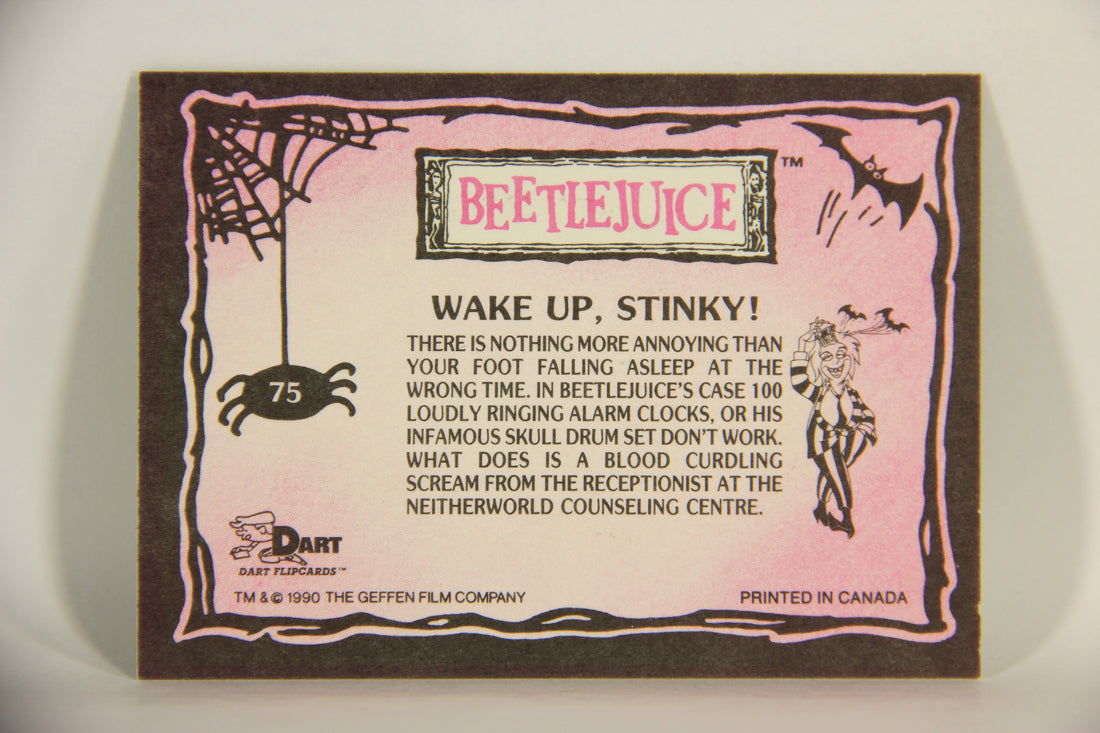 BEETLEJUICE™
WAKE UP, STINKY!
THERE IS NOTHING MORE ANNOYING THAN
YOUR FOOT FALLING ASLEEP AT THE
WRONG TIME. IN BEETLEJUICE'S CASE 100
LOUDLY RINGING ALARM CLOCKS, OR HIS
INFAMOUS SKULL DRUM SET DON'T WORK.
WHAT DOES IS A BLOOD CURDLING
SCREAM FROM THE RECEPTIONIST AT THE
NEITHERWORLD COUNSELING CENTRE.
75
DART
DART FLIPCARDS™
TM & © 1990 THE GEFFEN FILM COMPANY
PRINTED IN CANADA